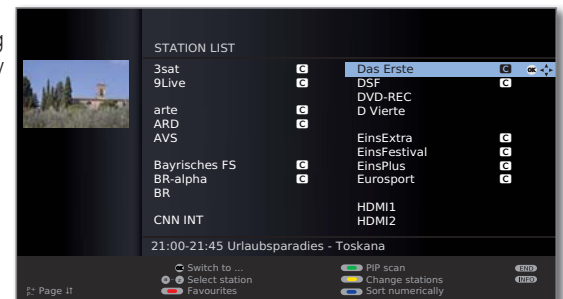 STATION LIST
3sat C
9Live C
arte C
ARD C
AVS
Bayrisches FS C
BR-alpha C
BR
CNN INT
Das Erste C OK
DSF C
DVD-REC
D Vierte
EinsExtra C
EinsFestival C
EinsPlus C
Eurosport C
HDMI1
HDMI2
21:00-21:45 Urlaubsparadies - Toskana
OK Switch to ...
Select station
Favourites
PIP scan
Change stations
Sort numerically
END
INFO
P+
P- Page